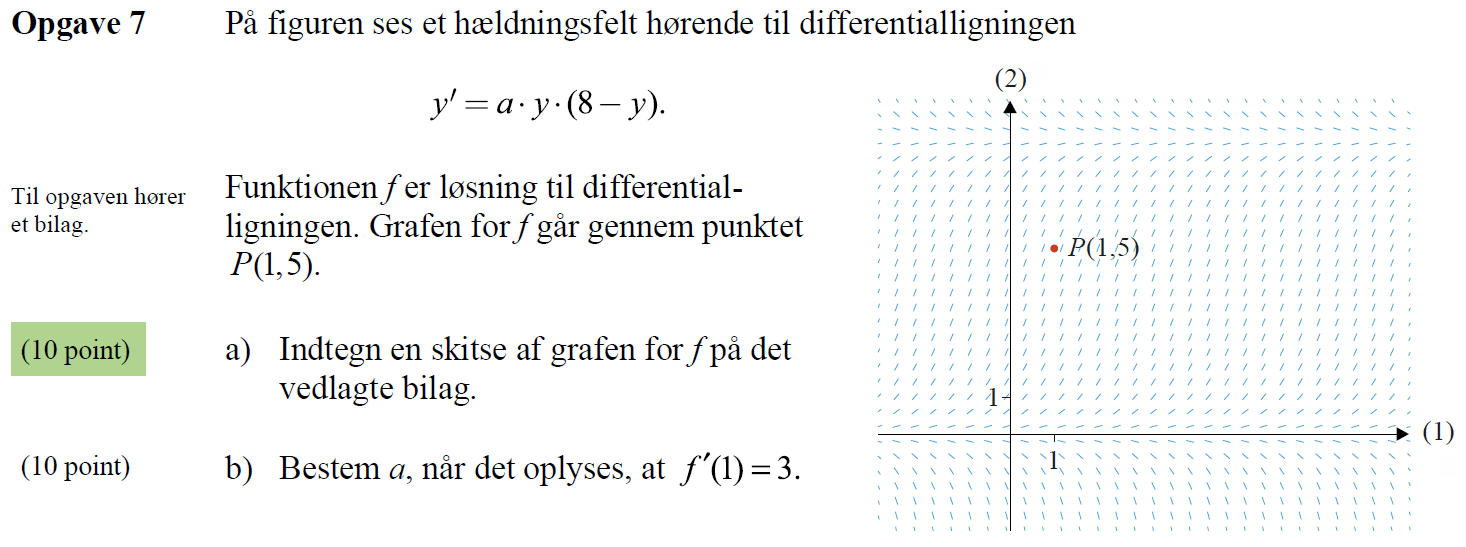 Opgave 7 På figuren ses et hældningsfelt hørende til differentialligningen
y′ = a · y · (8 − y).
Til opgaven hører
et bilag.
Funktionen f er løsning til differential-
ligningen. Grafen for f går gennem punktet
P(1,5).
(10 point) a) Indtegn en skitse af grafen for f på det
vedlagte bilag.
(10 point) b) Bestem a, når det oplyses, at f′(1) = 3.
(2)
P(1,5)
1
(1)
1